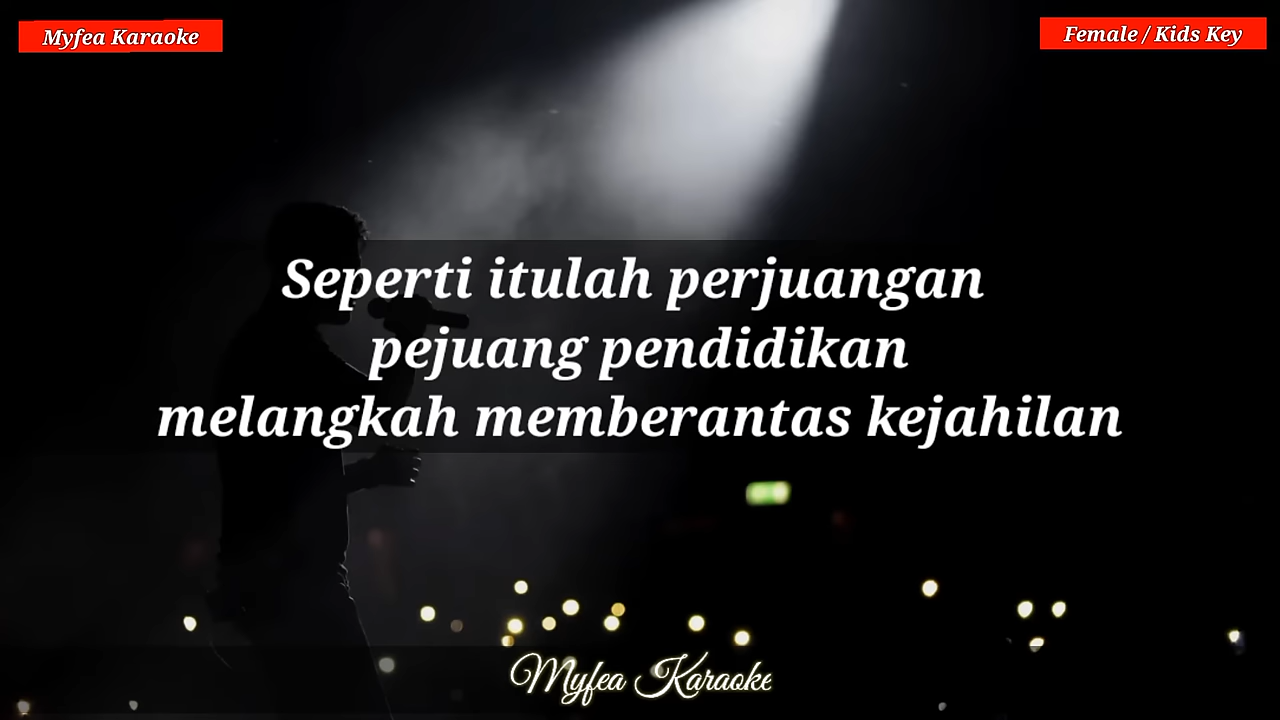 Myfea Karaoke
Female / Kids Key
Seperti itulah perjuangan
pejuang pendidikan
melangkah memberantas kejahilan
Myfea Karaoke